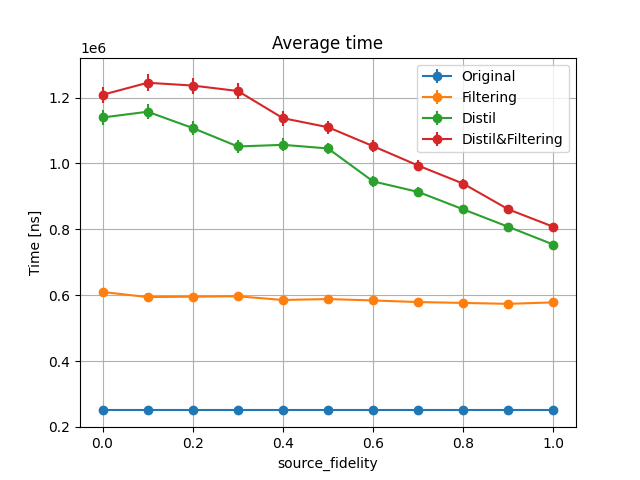 Average time
1e6
Original
Filtering
Distil
Distil&Filtering
1.2
1.0
0.8
0.6
0.4
0.2
Time [ns]
0.0 0.2 0.4 0.6 0.8 1.0
source_fidelity